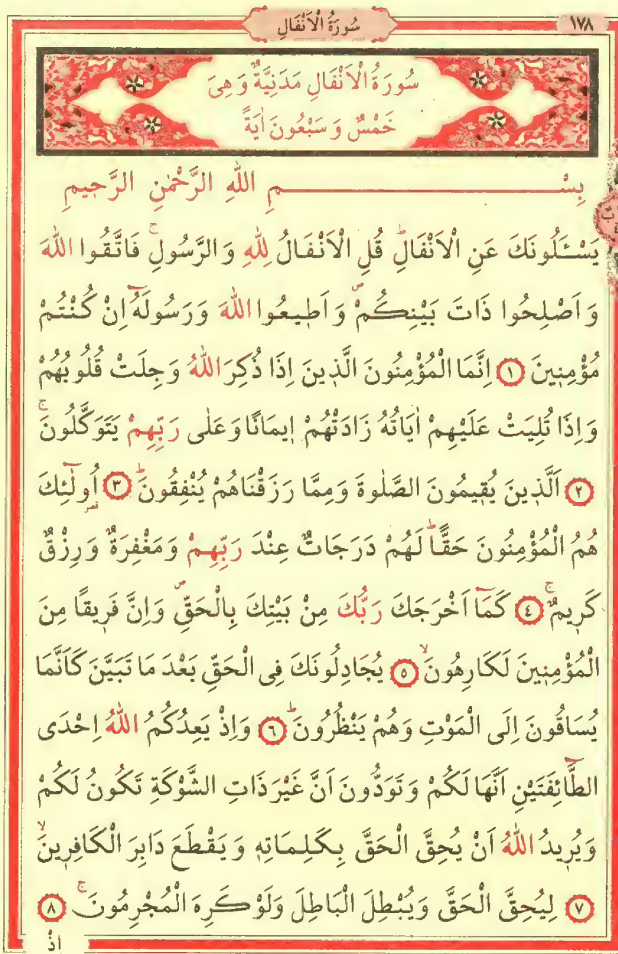 ١٧٨
سُورَةُ الْاَنْفَالِ
سُورَةُ الْاَنْفَالِ مَدَنِيَّةٌ وَهِىَ
خَمْسٌ وَسَبْعُونَ اٰيَةً
بِسْمِ اللّٰهِ الرَّحْمٰنِ الرَّح۪يمِ
يَسْـَٔلُونَكَ عَنِ الْاَنْفَالِۜ قُلِ الْاَنْفَالُ لِلّٰهِ وَالرَّسُولِۚ فَاتَّقُوا اللّٰهَ
وَاَصْلِحُوا ذَاتَ بَيْنِكُمْۖ وَاَط۪يعُوا اللّٰهَ وَرَسُولَهُٓ اِنْ كُنْتُمْ
مُؤْمِن۪ينَ ﴿١﴾ اِنَّمَا الْمُؤْمِنُونَ الَّذ۪ينَ اِذَا ذُكِرَ اللّٰهُ وَجِلَتْ قُلُوبُهُمْ
وَاِذَا تُلِيَتْ عَلَيْهِمْ اٰيَاتُهُ زَادَتْهُمْ ا۪يمَانًا وَعَلٰى رَبِّهِمْ يَتَوَكَّلُونَۚ
﴿٢﴾ اَلَّذ۪ينَ يُق۪يمُونَ الصَّلٰوةَ وَمِمَّا رَزَقْنَاهُمْ يُنْفِقُونَۜ ﴿٣﴾ اُو۬لٰٓئِكَ
هُمُ الْمُؤْمِنُونَ حَقًّاۜ لَهُمْ دَرَجَاتٌ عِنْدَ رَبِّهِمْ وَمَغْفِرَةٌ وَرِزْقٌ
كَر۪يمٌۚ ﴿٤﴾ كَمَٓا اَخْرَجَكَ رَبُّكَ مِنْ بَيْتِكَ بِالْحَقِّۖ وَاِنَّ فَر۪يقًا مِنَ
الْمُؤْمِن۪ينَ لَكَارِهُونَۙ ﴿٥﴾ يُجَادِلُونَكَ فِى الْحَقِّ بَعْدَ مَا تَبَيَّنَ كَاَنَّمَا
يُسَاقُونَ اِلَى الْمَوْتِ وَهُمْ يَنْظُرُونَۜ ﴿٦﴾ وَاِذْ يَعِدُكُمُ اللّٰهُ اِحْدَى
الطَّٓائِفَتَيْنِ اَنَّهَا لَكُمْ وَتَوَدُّونَ اَنَّ غَيْرَ ذَاتِ الشَّوْكَةِ تَكُونُ لَكُمْ
وَيُر۪يدُ اللّٰهُ اَنْ يُحِقَّ الْحَقَّ بِكَلِمَاتِه۪ وَيَقْطَعَ دَابِرَ الْكَافِر۪ينَۙ
﴿٧﴾ لِيُحِقَّ الْحَقَّ وَيُبْطِلَ الْبَاطِلَ وَلَوْ كَرِهَ الْمُجْرِمُونَۚ ﴿٨﴾
اِذْ